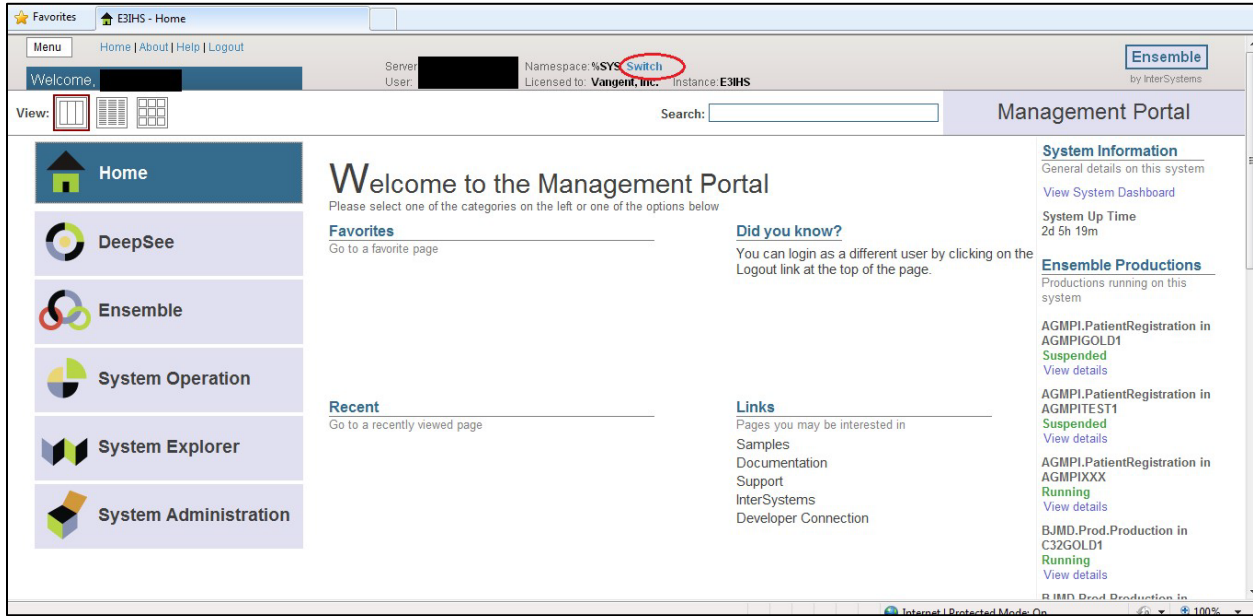 Favorites
E3IHS - Home
Menu
Home | About | Help | Logout
Server
Namespace: %SYS Switch
Ensemble
by InterSystems
Welcome,
User:
Licensed to: Vangent, Inc. Instance: E3IHS
View:
Search:
Management Portal
Home
DeepSee
Ensemble
System Operation
System Explorer
System Administration
Welcome to the Management Portal
Please select one of the categories on the left or one of the options below
Favorites
Go to a favorite page
Did you know?
You can login as a different user by clicking on the
Logout link at the top of the page.
Recent
Go to a recently viewed page
Links
Pages you may be interested in
Samples
Documentation
Support
InterSystems
Developer Connection
System Information
General details on this system
View System Dashboard
System Up Time
2d 5h 19m
Ensemble Productions
Productions running on this
system
AGMPI.PatientRegistration in
AGMPIGOLD1
Suspended
View details
AGMPI.PatientRegistration in
AGMPITEST1
Suspended
View details
AGMPI.PatientRegistration in
AGMPIXXX
Running
View details
BJMD.Prod.Production in
C32GOLD1
Running
View details
BJMD.Prod.Production in
Internet | Protected Mode: On
100%